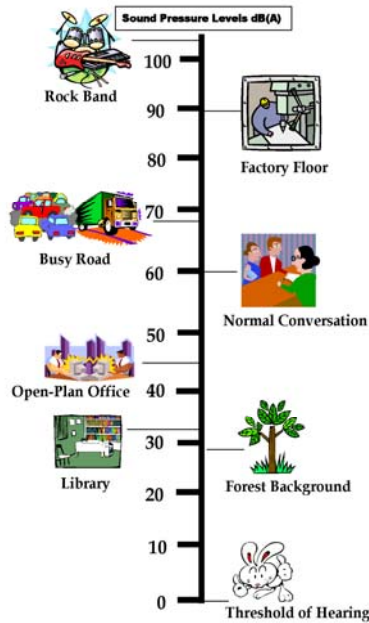 Sound Pressure Levels dB(A)
100
Rock Band
90
80
Factory Floor
70
Busy Road
60
Normal Conversation
50
Open-Plan Office
40
30
Library
Forest Background
20
10
0
Threshold of Hearing